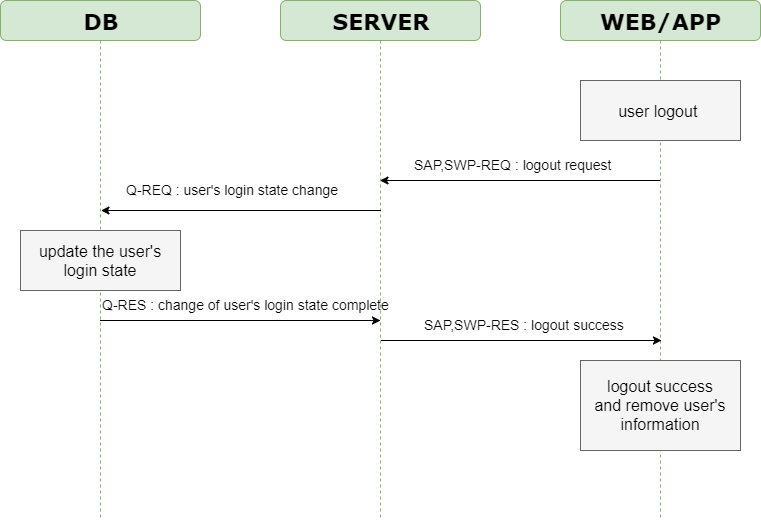 DB
SERVER
WEB/APP
user logout
SAP,SWP-REQ : logout request
Q-REQ : user's login state change
update the user's
login state
Q-RES : change of user's login state complete
SAP,SWP-RES : logout success
logout success
and remove user's
information